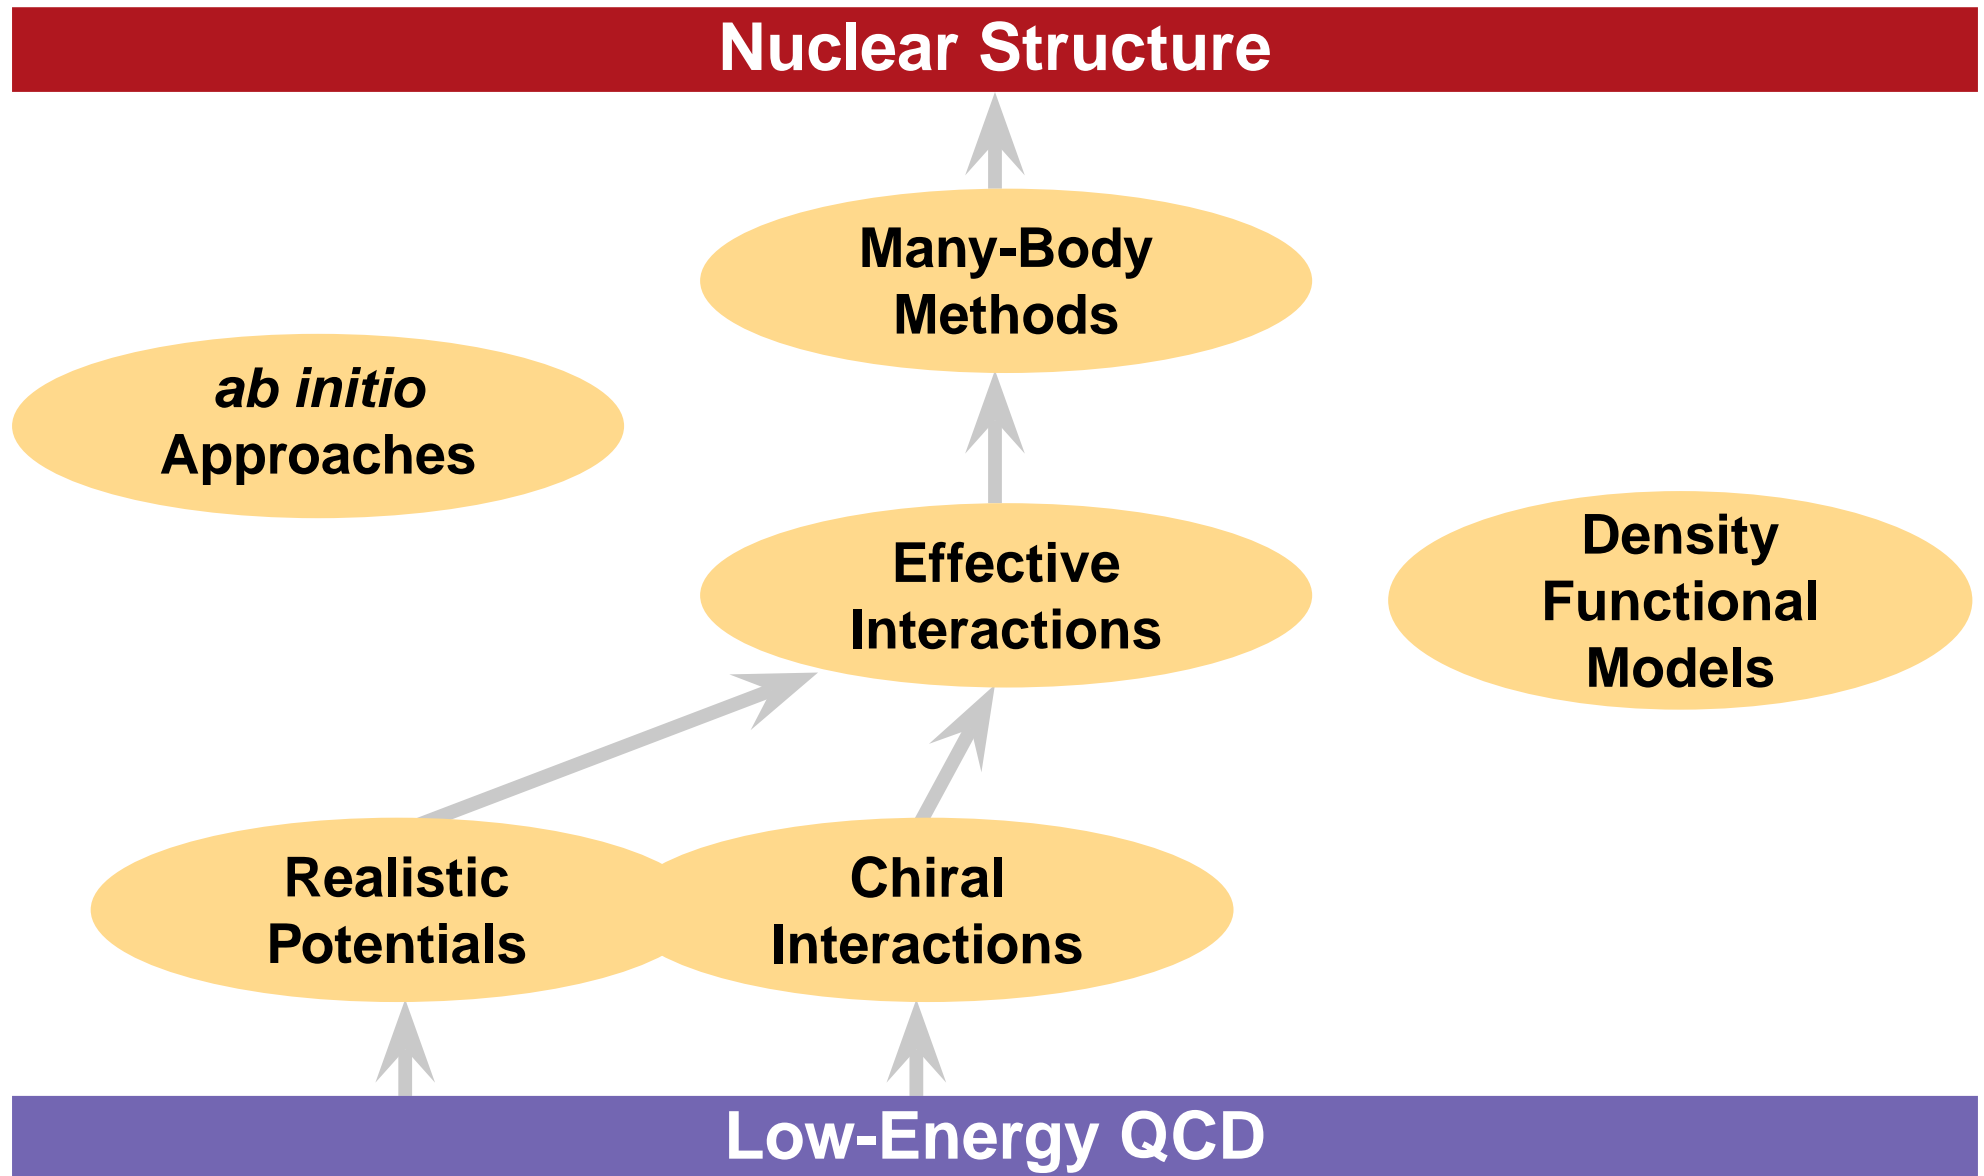 Nuclear Structure
Many-Body
Methods
ab initio
Approaches
Effective
Interactions
Density
Functional
Models
Realistic
Potentials
Chiral
Interactions
Low-Energy QCD